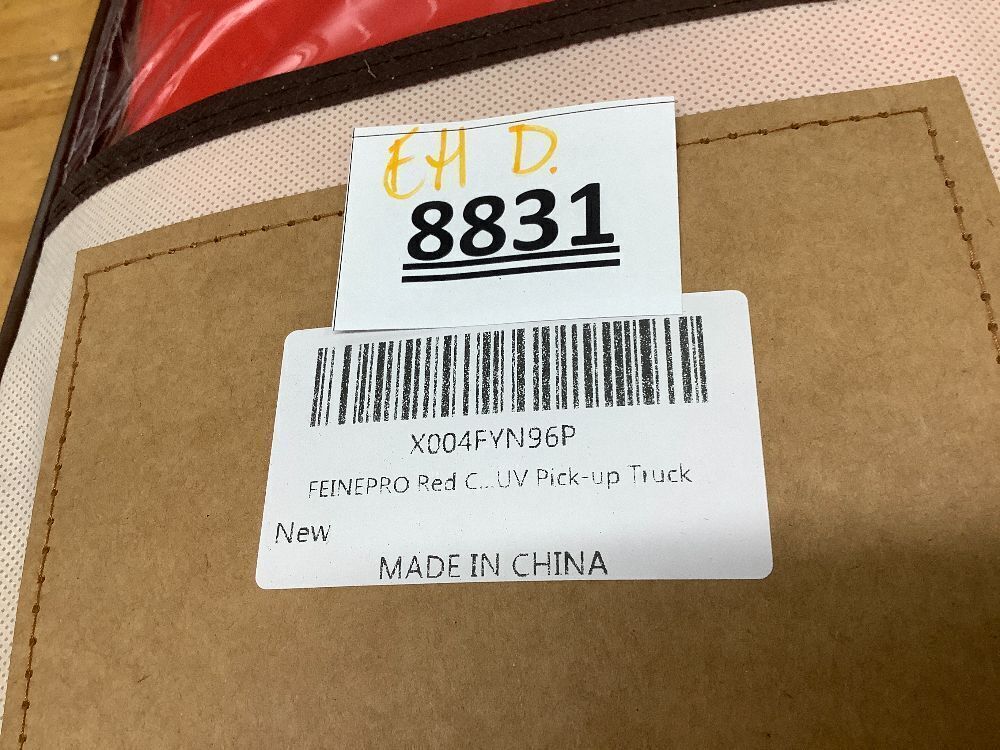 EH D.
8831
X004FYN96P
FEINEPRO Red C...UV Pick-up Truck
New
MADE IN CHINA